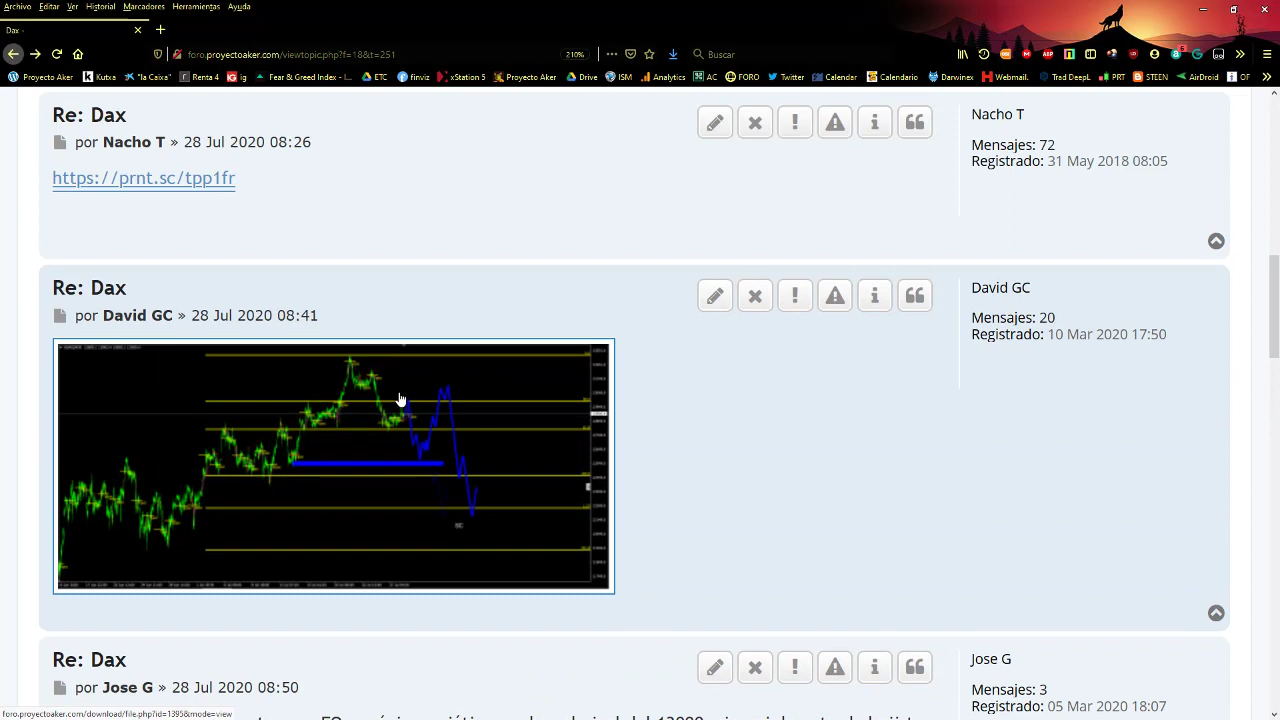 Archivo Editar Ver Historial Marcadores Herramientas Ayuda
Dax -
foro.proyectoaker.com/viewtopic.php?f=18&t=251
210%
Buscar
Proyecto Aker Kutxa "la Caixa" Renta 4 ig Fear & Greed Index - I... ETC finviz xStation 5 Proyecto Aker Drive ISM Analytics AC FORO Twitter Calendar Calendario Darwinex Webmail. Trad DeepL PRT STEEN AirDroid OF
Re: Dax
por Nacho T » 28 Jul 2020 08:26
https://prnt.sc/tpp1fr
Nacho T
Mensajes: 72
Registrado: 31 May 2018 08:05
Re: Dax
por David GC » 28 Jul 2020 08:41
SC
David GC
Mensajes: 20
Registrado: 10 Mar 2020 17:50
Re: Dax
por Jose G » 28 Jul 2020 08:50
Jose G
Mensajes: 3
Registrado: 05 Mar 2020 18:07
foro.proyectoaker.com/download/file.php?id=1395&mode=view